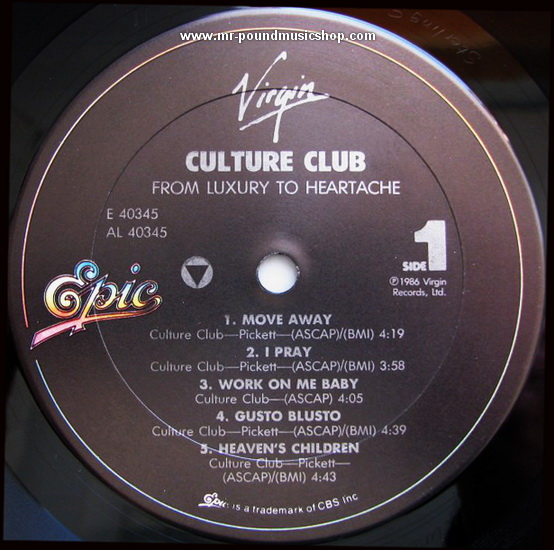 www.mr-poundmusicshop.com
Virgin
CULTURE CLUB
FROM LUXURY TO HEARTACHE
E 40345
AL 40345
SIDE 1
℗1986 Virgin
Records, Ltd.
Epic
1. MOVE AWAY
Culture Club—Pickett—(ASCAP)/(BMI) 4:19
2. I PRAY
Culture Club—Pickett—(ASCAP)/(BMI) 3:58
3. WORK ON ME BABY
Culture Club—(ASCAP) 4:05
4. GUSTO BLUSTO
Culture Club—Pickett—(ASCAP)/(BMI) 4:39
5. HEAVEN'S CHILDREN
Culture Club—Pickett—
(ASCAP)/(BMI) 4:43
Epic is a trademark of CBS Inc